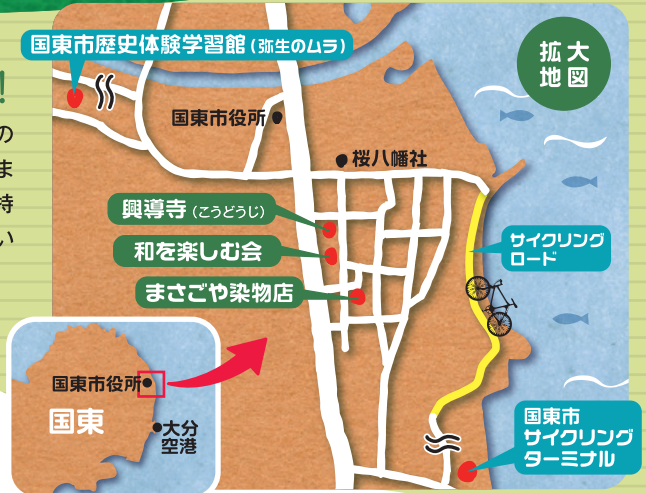 国東市歴史体験学習館（弥生のムラ）
拡大
地図
！
の
ま
持
い
国東市役所
桜八幡社
興導寺（こうどうじ）
和を楽しむ会
まさごや染物店
サイクリング
ロード
国東市役所
国東
大分
空港
国東市
サイクリング
ターミナル